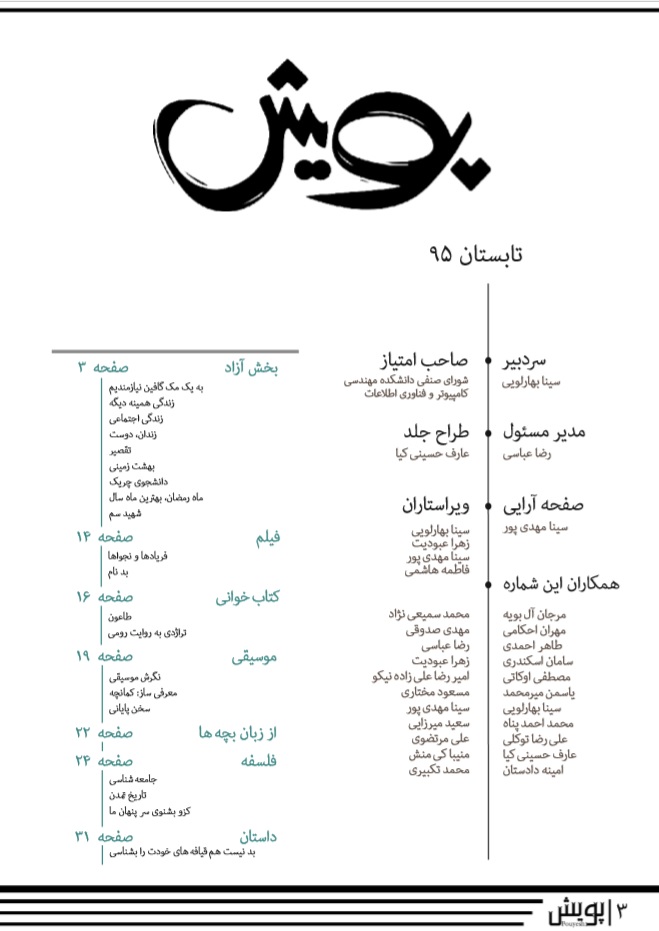 پویش
تابستان ۹۵
سردبیر
سینا بهارلویی
مدیر مسئول
رضا عباسی
صفحه آرایی
سینا مهدی پور
همکاران این شماره
مرجان آل بویه
مهران احکامی
طاهر احمدی
سامان اسکندری
مصطفی اوکاتی
یاسمن میرمحمد
سینا بهارلویی
محمد احمد پناه
علی رضا توکلی
عارف حسینی کیا
امینه دادستان
صاحب امتیاز
شورای صنفی دانشکده مهندسی
کامپیوتر و فناوری اطلاعات
طراح جلد
عارف حسینی کیا
ویراستاران
سینا بهارلویی
زهرا عبودیت
سینا مهدی پور
فاطمه هاشمی
محمد سمیعی نژاد
مهدی صدوقی
رضا عباسی
زهرا عبودیت
امیر رضا علی زاده نیکو
مسعود مختاری
سینا مهدی پور
سعید میرزایی
علی مرتضوی
منیبا کی منش
محمد تکبیری
بخش آزاد صفحه ۳
به یک مک گافین نیازمندیم
زندگی همینه دیگه
زندگی اجتماعی
زندان، دوست
تقصیر
بهشت زمینی
دانشجوی چریک
ماه رمضان، بهترین ماه سال
شهید سم
فیلم صفحه ۱۴
فریادها و نجواها
بد نام
کتاب خوانی صفحه ۱۶
طاعون
تراژدی به روایت رومی
موسیقی صفحه ۱۹
نگرش موسیقی
معرفی ساز: کمانچه
سخن پایانی
از زبان بچه ها صفحه ۲۲
فلسفه صفحه ۲۴
جامعه شناسی
تاریخ تمدن
کزو بشنوی سر پنهان ما
داستان صفحه ۳۱
بد نیست هم قیافه های خودت را بشناسی
۳ | پویش
Pouyesh